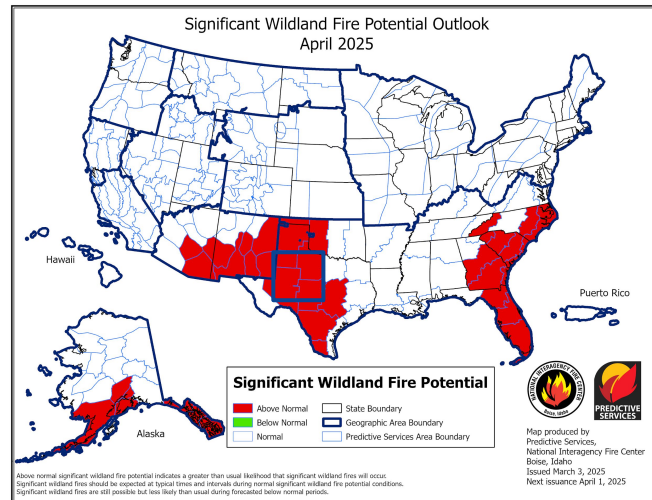 Significant Wildland Fire Potential Outlook
April 2025
Hawaii
Puerto Rico
Alaska
Significant Wildland Fire Potential
Above Normal
State Boundary
Below Normal
Geographic Area Boundary
Normal
Predictive Services Area Boundary
NATIONAL INTERAGENCY FIRE CENTER
Boise, Idaho
PREDICTIVE
SERVICES
Map produced by
Predictive Services,
National Interagency Fire Center
Boise, Idaho
Issued March 3, 2025
Next issuance April 1, 2025
Above normal significant wildland fire potential indicates a greater than usual likelihood that significant wildland fires will occur.
Significant wildland fires should be expected at typical times and intervals during normal significant wildland fire potential conditions.
Significant wildland fires are still possible but less likely than usual during forecasted below normal periods.